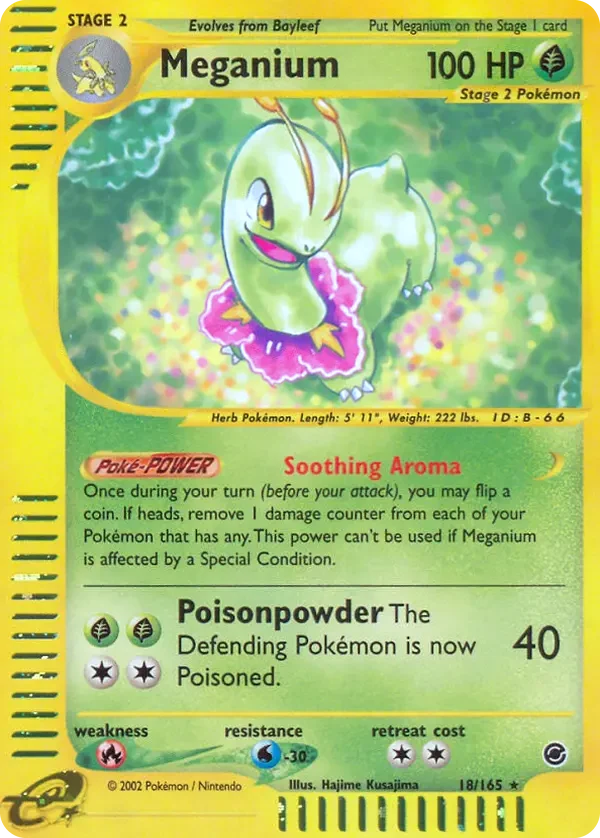 STAGE 2 Evolves from Bayleef Put Meganium on the Stage 1 card
Meganium 100 HP
Stage 2 Pokémon
Herb Pokémon. Length: 5' 11", Weight: 222 lbs. ID:B-66
Poké-POWER Soothing Aroma
Once during your turn (before your attack), you may flip a
coin. If heads, remove 1 damage counter from each of your
Pokémon that has any. This power can't be used if Meganium
is affected by a Special Condition.
Poisonpowder The
Defending Pokémon is now 40
Poisoned.
weakness resistance retreat cost
-30
© 2002 Pokémon / Nintendo Illus. Hajime Kusajima 18/165 ★
e